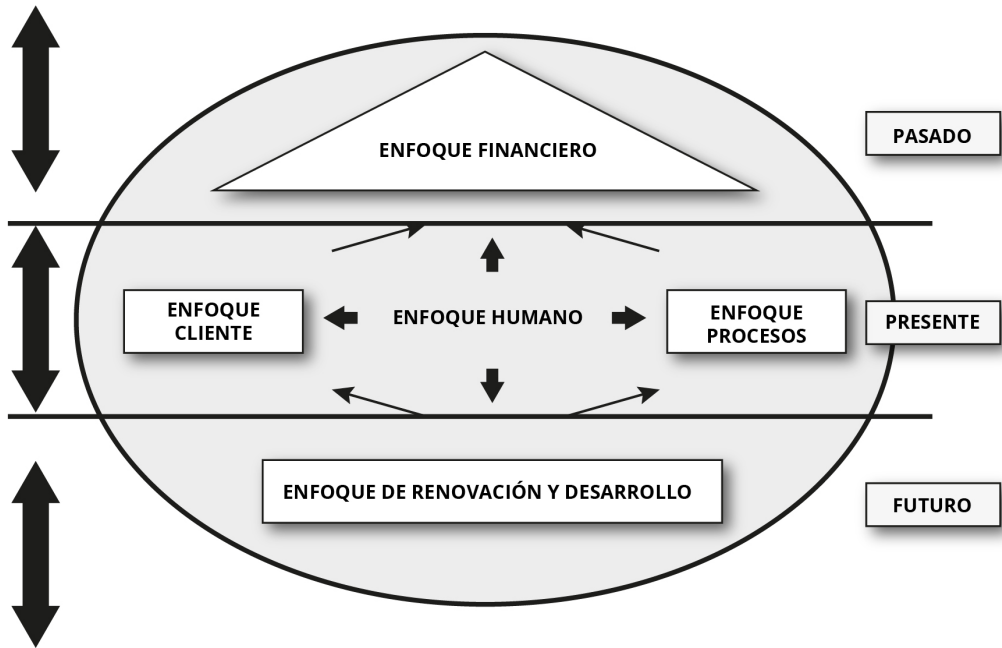 ENFOQUE FINANCIERO
PASADO
ENFOQUE
CLIENTE
ENFOQUE HUMANO
ENFOQUE
PROCESOS
PRESENTE
ENFOQUE DE RENOVACIÓN Y DESARROLLO
FUTURO